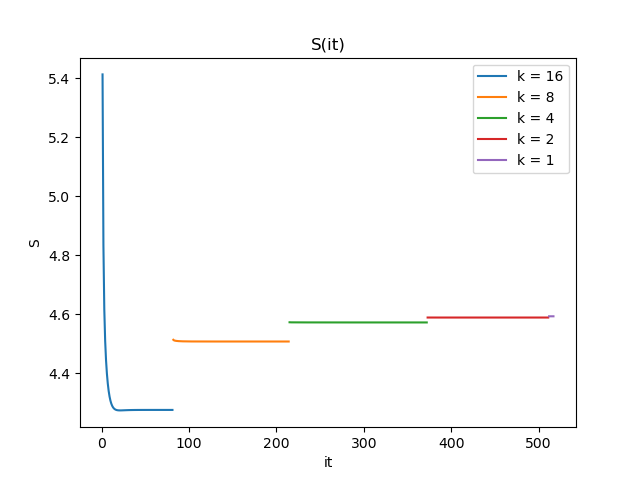 S(it)
5.4
5.2
5.0
4.8
4.6
4.4
S
k = 16
k = 8
k = 4
k = 2
k = 1
0
100
200
300
400
500
it